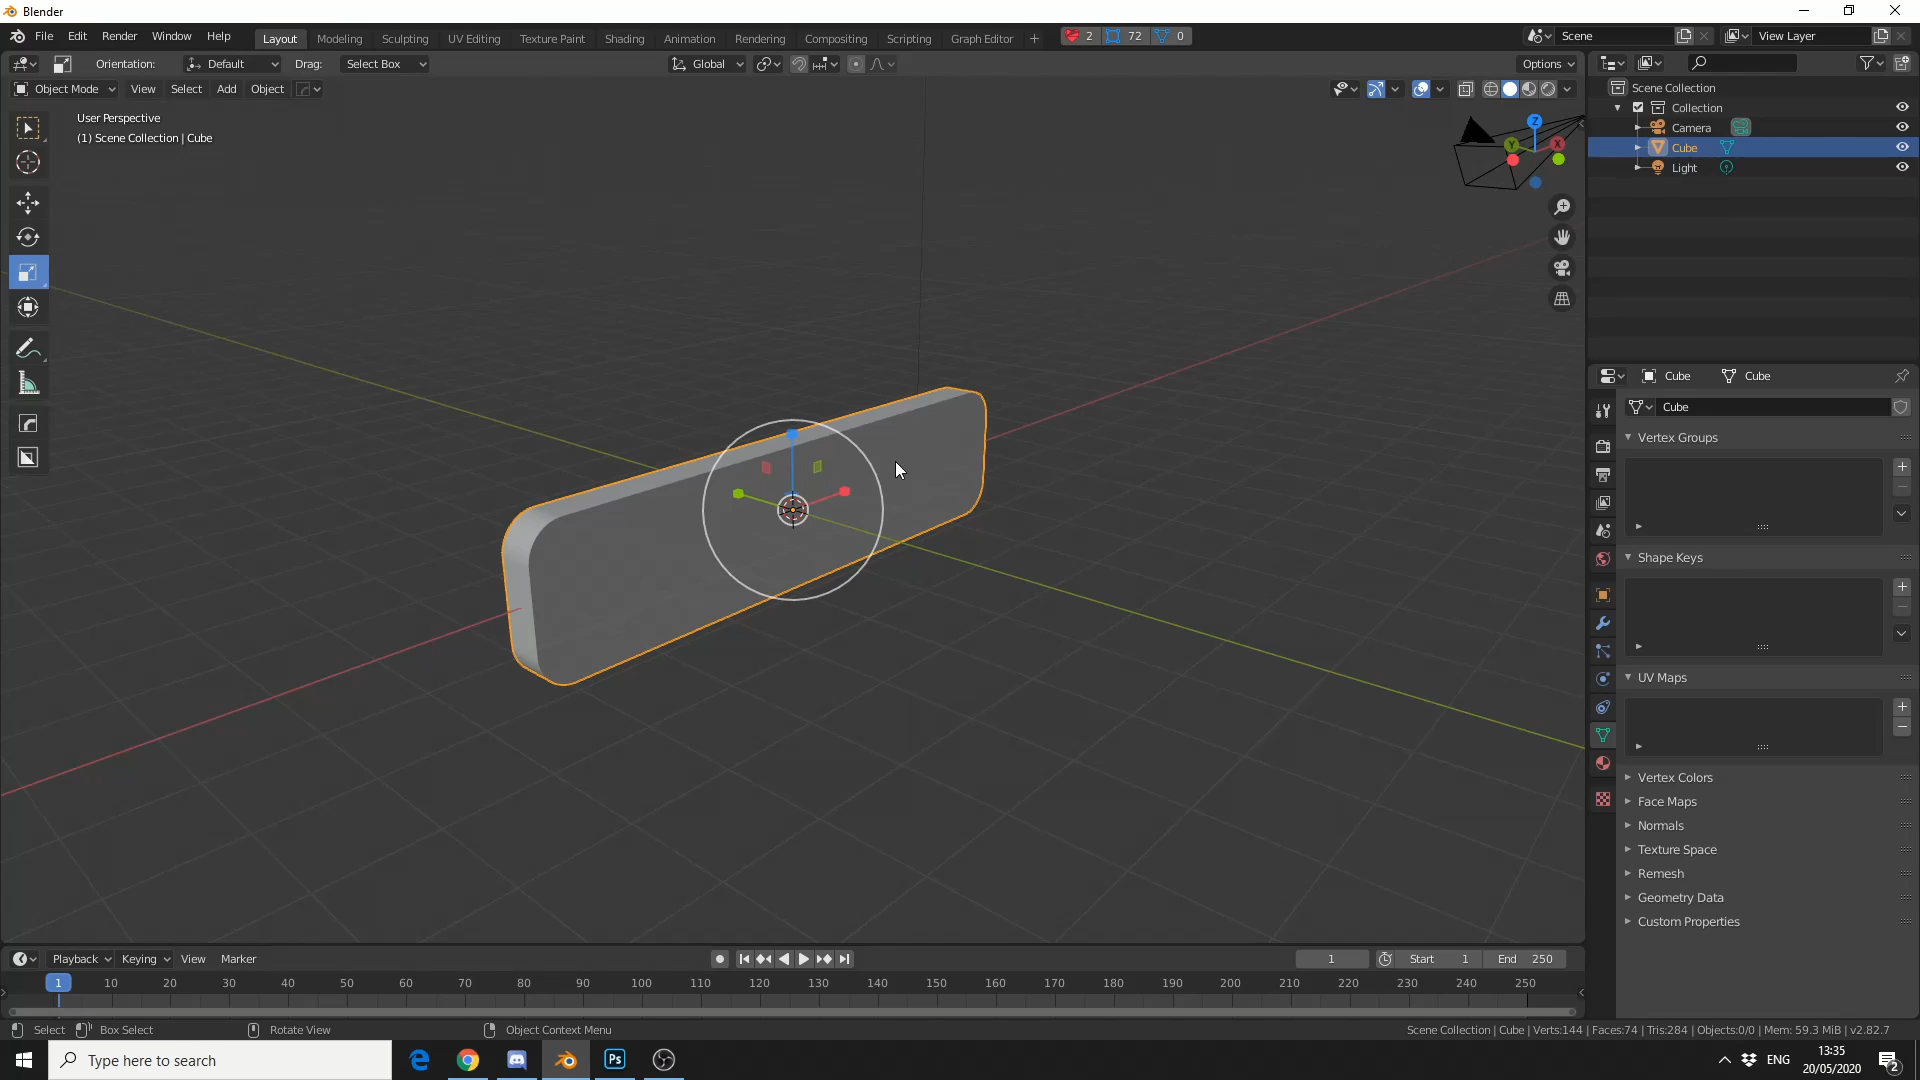 Blender
File Edit Render Window Help Layout Modeling Sculpting UV Editing Texture Paint Shading Animation Rendering Compositing Scripting Graph Editor + 2 72 0 Scene View Layer
Orientation: Default Drag: Select Box Global Options
Object Mode View Select Add Object
User Perspective
(1) Scene Collection | Cube
Z
Y
X
Scene Collection
Collection
Camera
Cube
Light
Cube Cube
Cube
Vertex Groups
Shape Keys
UV Maps
Vertex Colors
Face Maps
Normals
Texture Space
Remesh
Geometry Data
Custom Properties
Playback Keying View Marker 1 Start 1 End 250
1 10 20 30 40 50 60 70 80 90 100 110 120 130 140 150 160 170 180 190 200 210 220 230 240 250
Select Box Select Rotate View Object Context Menu Scene Collection | Cube | Verts:144 | Faces:74 | Tris:284 | Objects:0/0 | Mem: 59.3 MiB | v2.82.7
Type here to search
Ps
ENG
13:35
20/05/2020
2